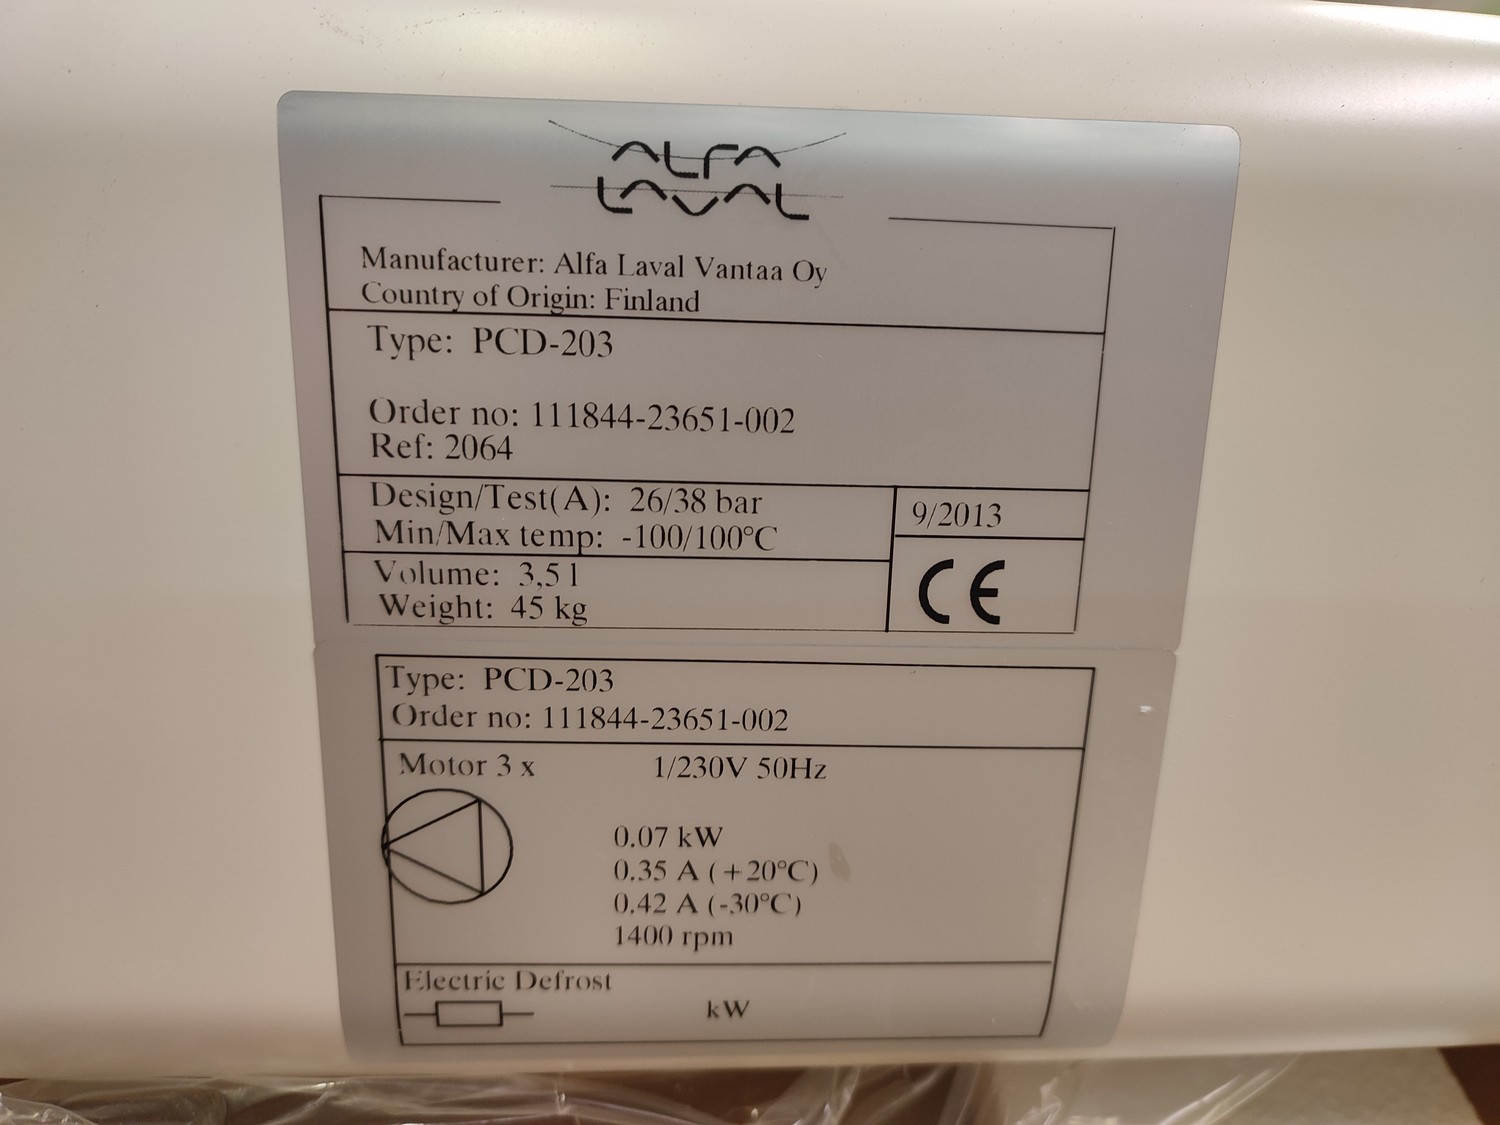 ALFA
LAVAL
Manufacturer: Alfa Laval Vantaa Oy
Country of Origin: Finland
Type: PCD-203
Order no: 111844-23651-002
Ref: 2064
Design/Test(A): 26/38 bar
9/2013
Min/Max temp: -100/100°C
Volume: 3,5 l
CE
Weight: 45 kg
Type: PCD-203
Order no: 111844-23651-002
Motor 3 x 1/230V 50Hz
0.07 kW
0.35 A (+20°C)
0.42 A (-30°C)
1400 rpm
Electric Defrost
kW